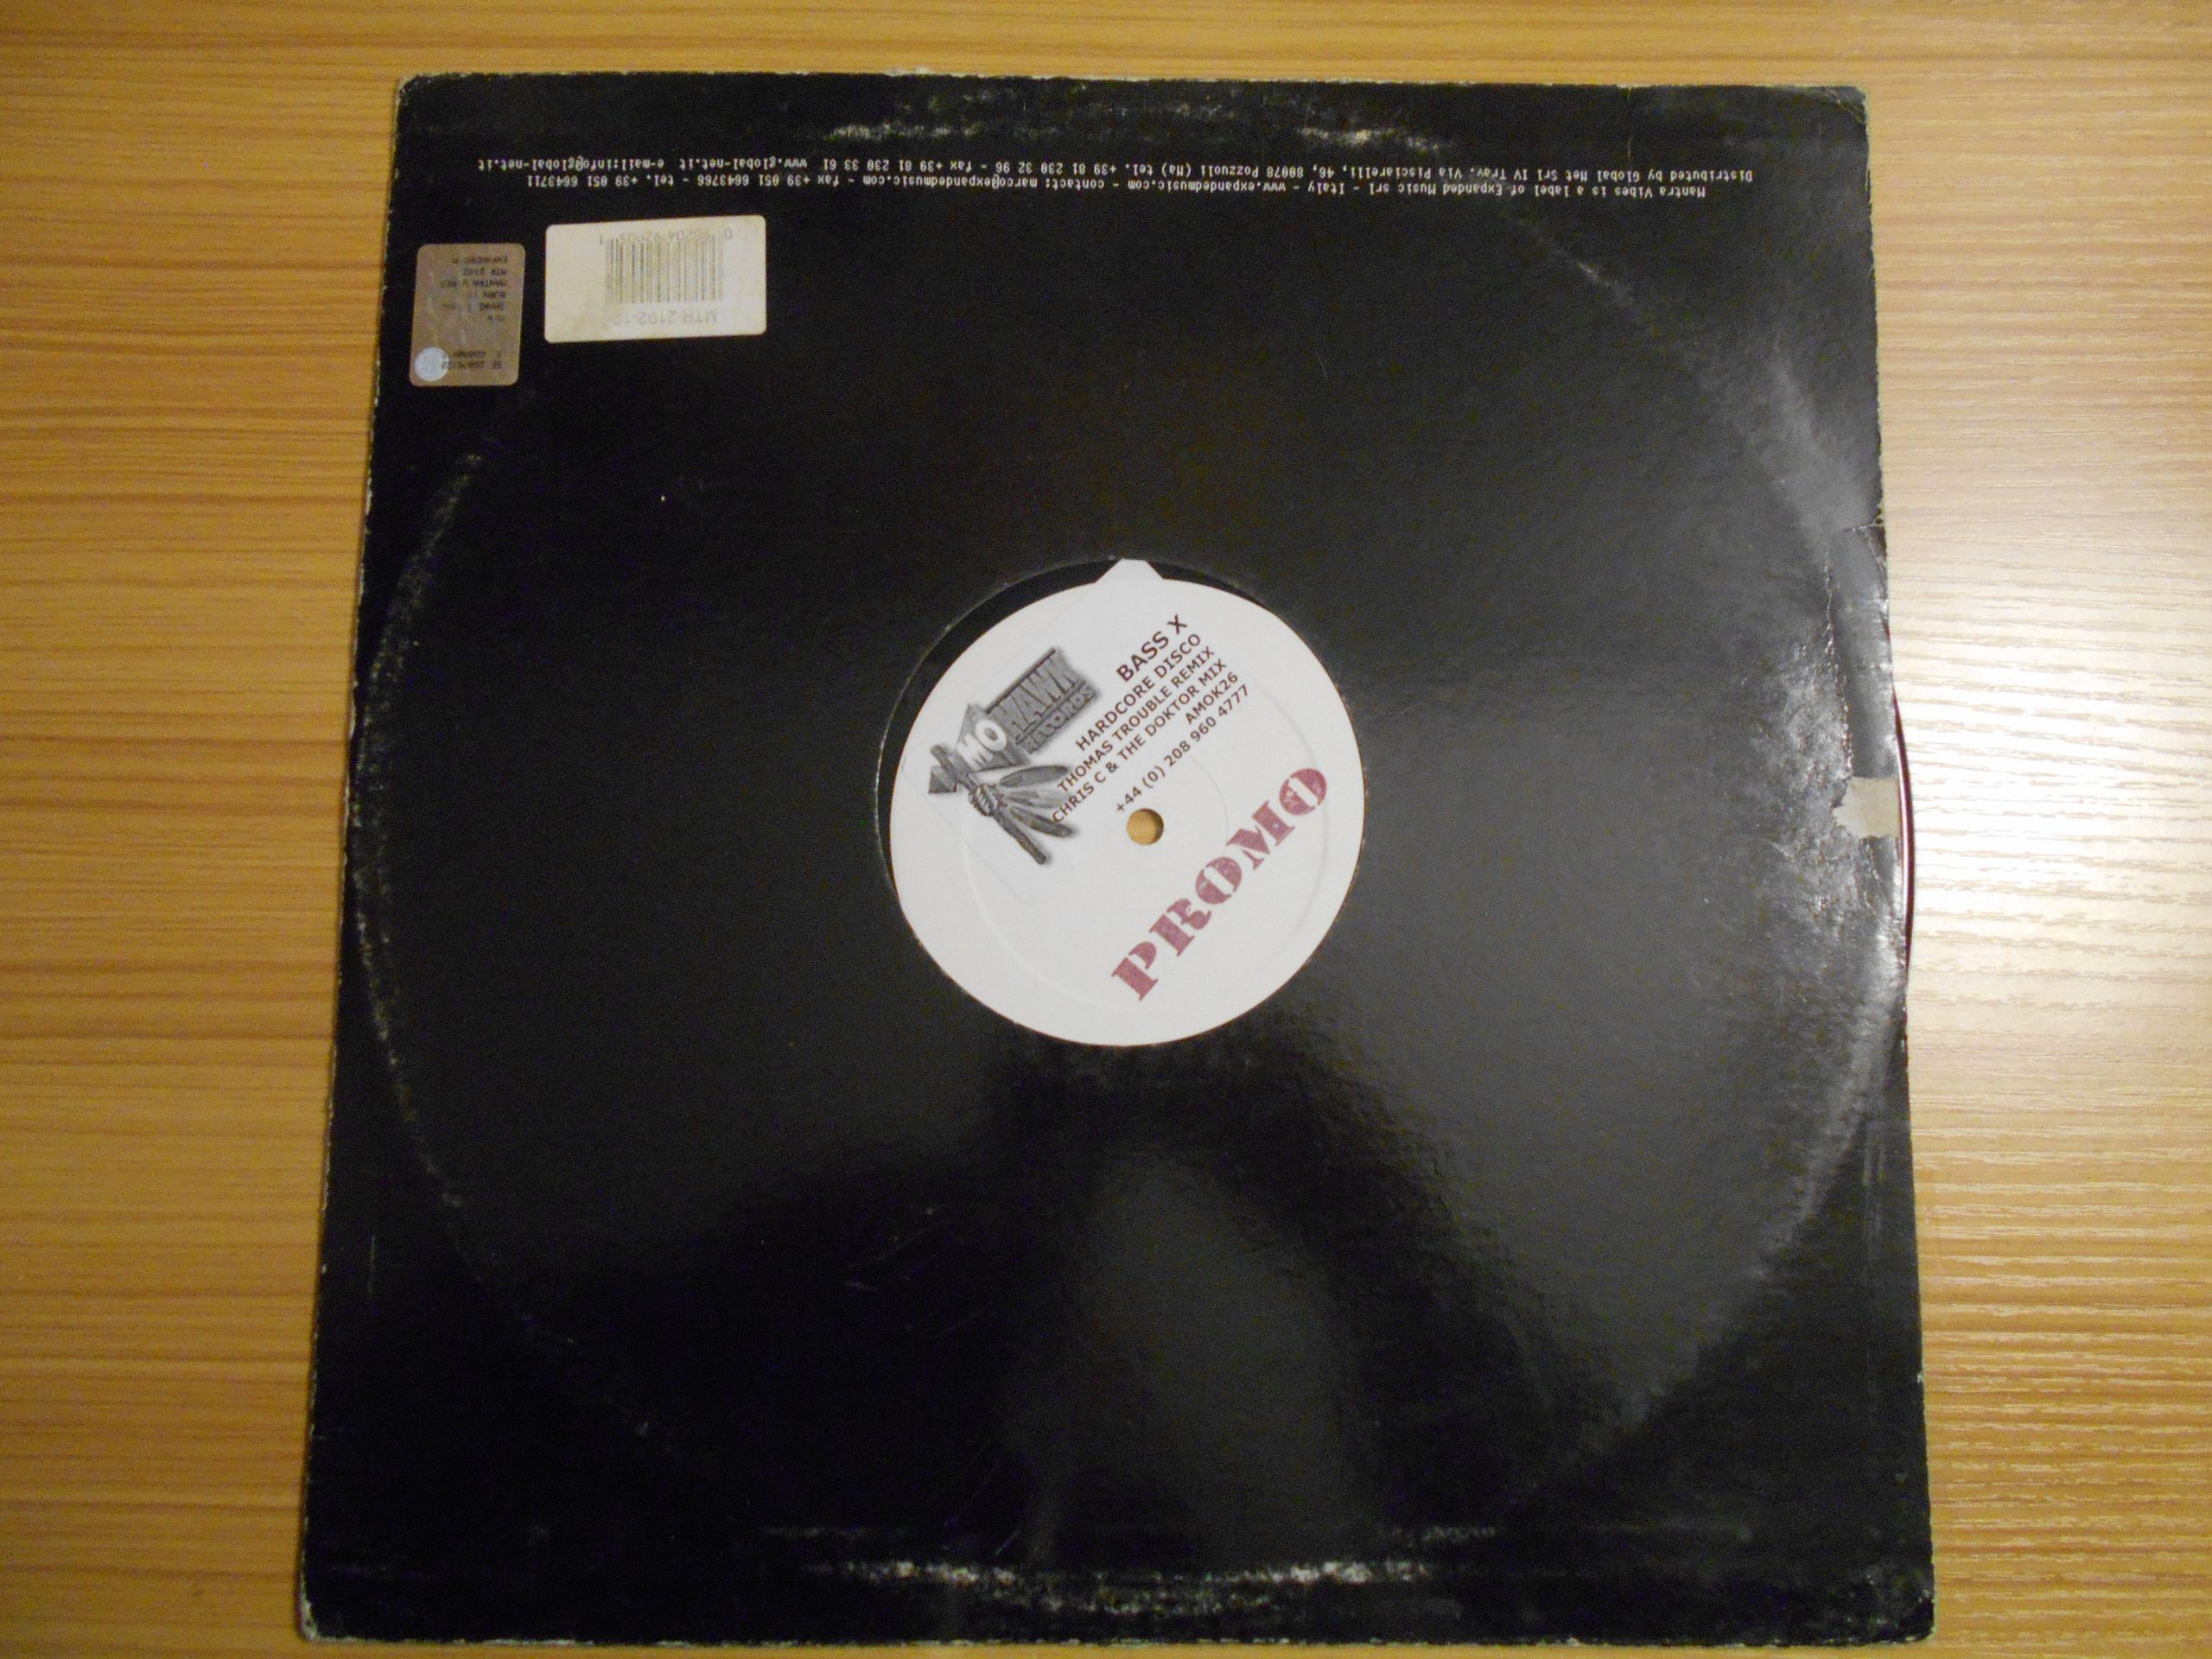 Mantra Vibes is a label of Expanded Music srl - Italy - www.expandedmusic.com - contact: marco@expandedmusic.com - fax +39 051 6643766 - tel. +39 051 6643711
Distributed by Global Net Srl IV Trav. Via Pisciarelli, 46, 80078 Pozzuoli (Na) tel. +39 81 230 32 96 - fax +39 81 230 33 61 www.global-net.it e-mail:info@global-net.it
MTR 2192-12
MTR 2192
AMOKAWK
RECORDS
BASS X
HARDCORE DISCO
THOMAS TROUBLE REMIX
CHRIS C & THE DOKTOR MIX
AMOK26
+44 (0) 208 960 4777
PROMO